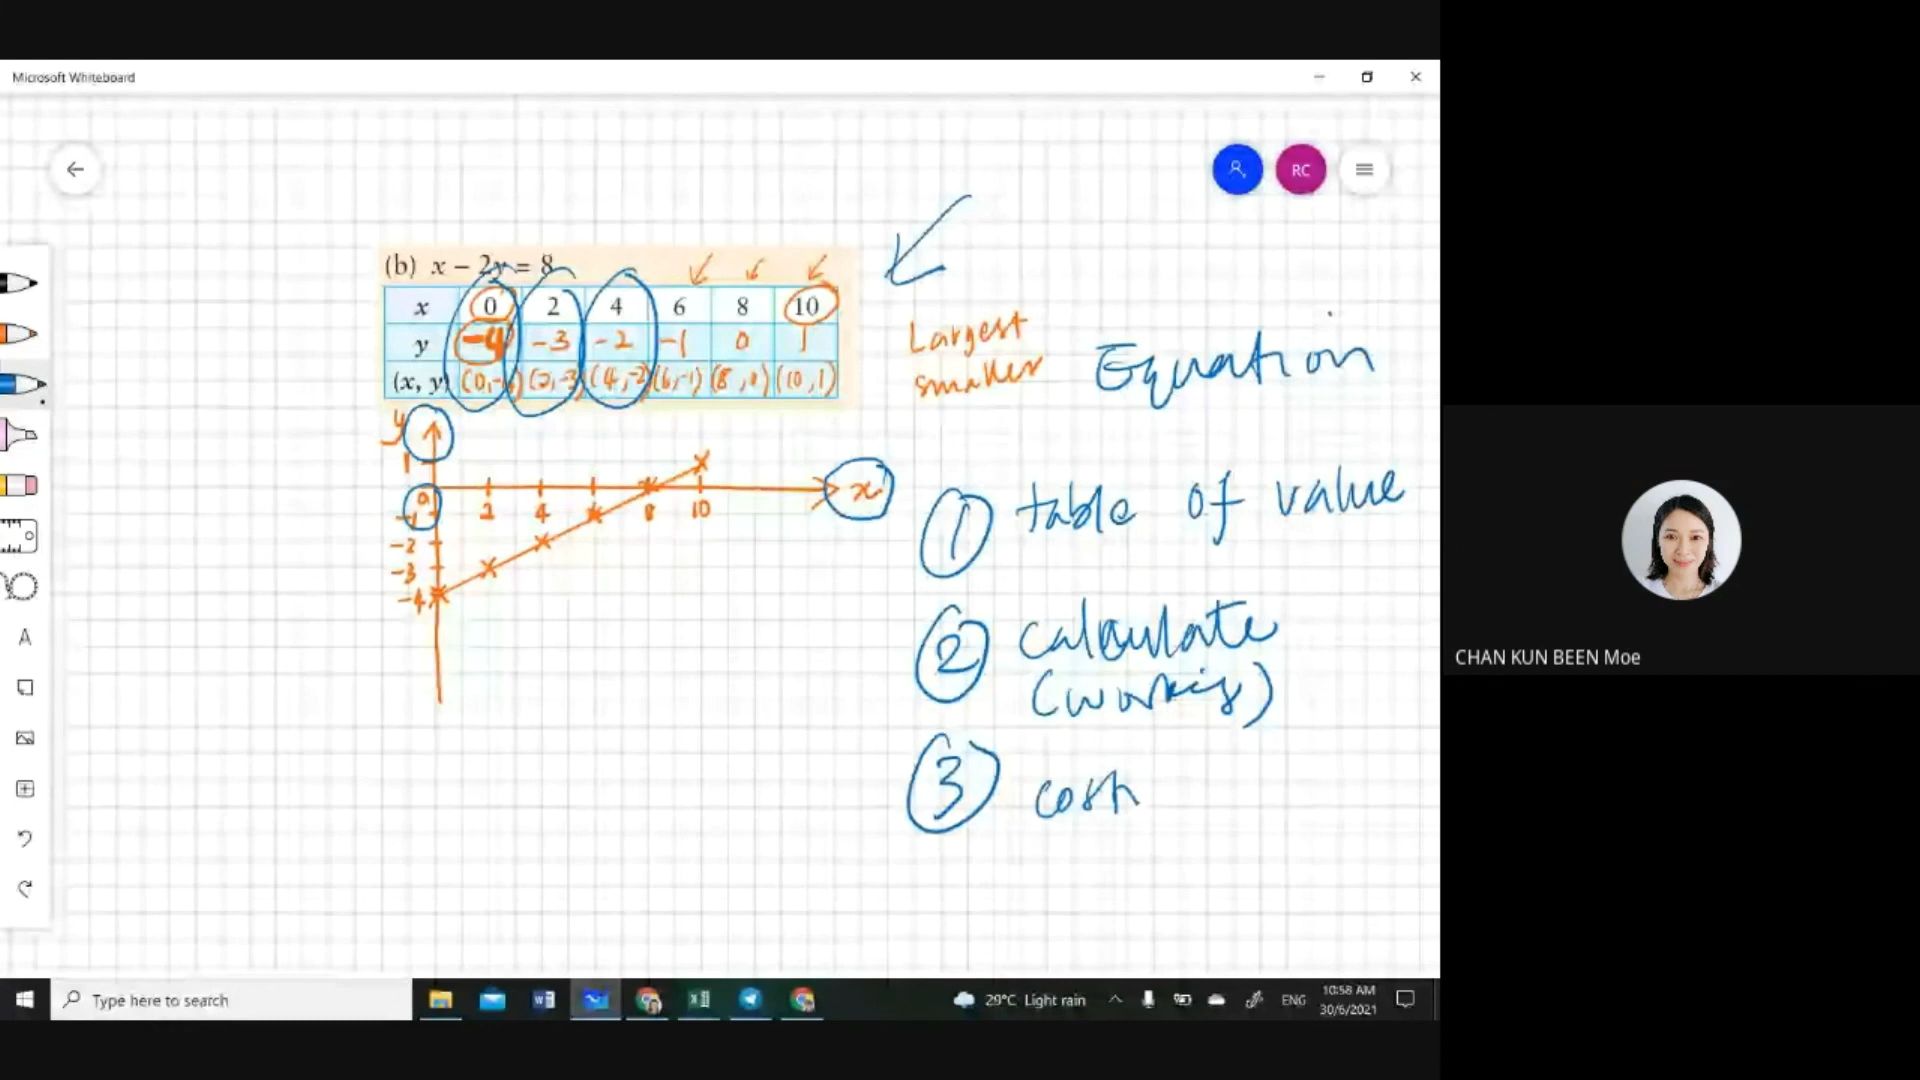 Microsoft Whiteboard
RC
(b) x – 2y = 8
x 0 2 4 6 8 10
y -4 -3 -2 -1 0 1
(x, y) (0,-4) (2,-3) (4,-2) (6,-1) (8,0) (10,1)
Largest
smaller
Equation
y
1
0
x
-1
2 4 8 10
-2
-3
-4
① table of value
② calculate
(working)
③
CHAN KUN BEEN Moe
A
Type here to search
29°C Light rain
ENG
10:58 AM
30/6/2021